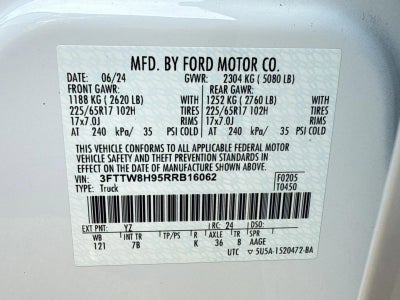 MFD. BY FORD MOTOR CO.
DATE: 06/24 GVWR: 2304 KG ( 5080 LB)
FRONT GAWR: REAR GAWR:
1188 KG ( 2620 LB) 1252 KG ( 2760 LB)
225/65R17 102H TIRES 225/65R17 102H TIRES
17x7.0J RIMS 17x7.0J RIMS
AT 240 kPa/ 35 PSI COLD AT 240 kPa/ 35 PSI COLD
THIS VEHICLE CONFORMS TO ALL APPLICABLE FEDERAL MOTOR
VEHICLE SAFETY, BUMPER AND THEFT PREVENTION STANDARDS IN
EFFECT ON THE DATE OF MANUFACTURE SHOWN ABOVE.
VIN: 3FTTW8H95RRB16062 F0205
TYPE: Truck T0450
EXT PNT: YZ RC: 24 DSO:
WB INT TR TP/PS R AXLE TR SPR
121 7B K 36 8 AAGE
UTC 5U5A-1520472-BA